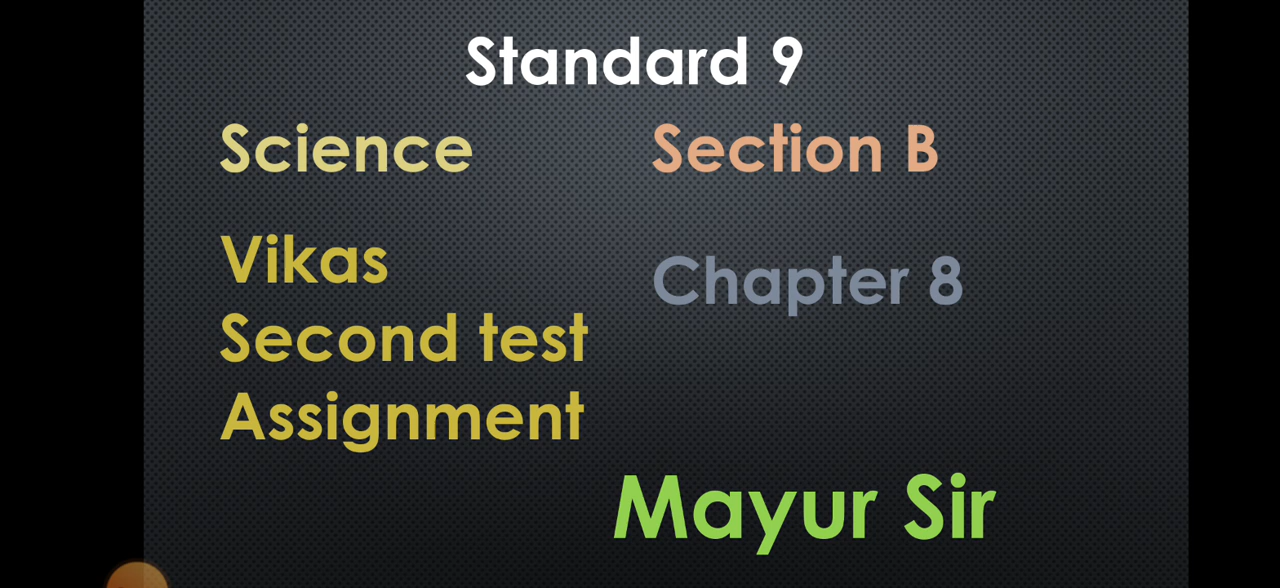 Standard 9
Science
Section B
Vikas
Second test
Assignment
Chapter 8
Mayur Sir